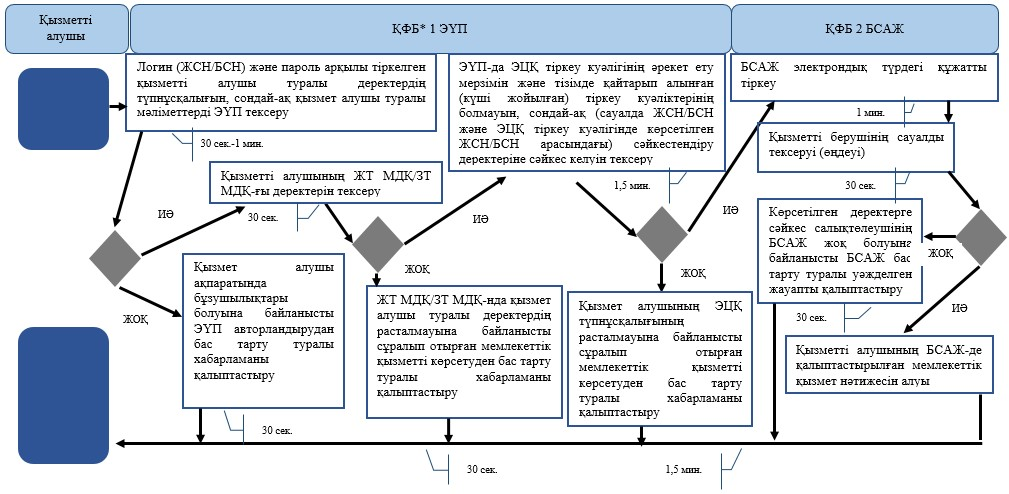 Қызметті
алушы
ҚФБ* 1 ЭҮП
ҚФБ 2 БСАЖ
Логин (ЖСН/БСН) және пароль арқылы тіркелген
қызметті алушы туралы деректердің
түпнұсқалығын, сондай-ақ қызмет алушы туралы
мәліметтерді ЭҮП тексеру
30 сек.-1 мин.
ЭҮП-да ЭЦҚ тіркеу куәлігінің әрекет ету
мерзімін және тізімде қайтарып алынған
(күші жойылған) тіркеу куәліктерінің
болмауын, сондай-ақ (сауалда ЖСН/БСН
және ЭЦҚ тіркеу куәлігінде көрсетілген
ЖСН/БСН арасындағы) сәйкестендіру
деректеріне сәйкес келуін тексеру
1,5 мин.
БСАЖ электрондық түрдегі құжатты
тіркеу
1 мин.
Қызметті берушінің сауалды
тексеруі (өңдеуі)
30 сек.
Қызметті алушының ЖТ МДҚ/ЗТ
МДҚ-ғы деректерін тексеру
30 сек.
ИӘ
ИӘ
ИӘ
Көрсетілген деректерге
сәйкес салықтөлеушінің
БСАЖ жоқ болуына
байланысты БСАЖ бас
тарту туралы уәжделген
жауапты қалыптастыру
ЖОҚ
30 сек.
ИӘ
ЖОҚ
Қызмет алушы
ақпаратында
бұзушылықтары
болуына байланысты
ЭҮП авторландырудан
бас тарту туралы
хабарламаны
қалыптастыру
30 сек.
ЖОҚ
ЖТ МДҚ/ЗТ МДҚ-нда қызмет
алушы туралы деректердің
расталмауына байланысты
сұралып отырған мемлекеттік
қызметті көрсетуден бас тарту
туралы хабарламаны
қалыптастыру
30 сек.
ЖОҚ
Қызмет алушының ЭЦҚ
түпнұсқалығының
расталмауына байланысты
сұралып отырған
мемлекеттік қызметті
көрсетуден бас тарту
туралы хабарламаны
қалыптастыру
1,5 мин.
Қызметті алушының БСАЖ-де
қалыптастырылған мемлекеттік
қызмет нәтижесін алуы